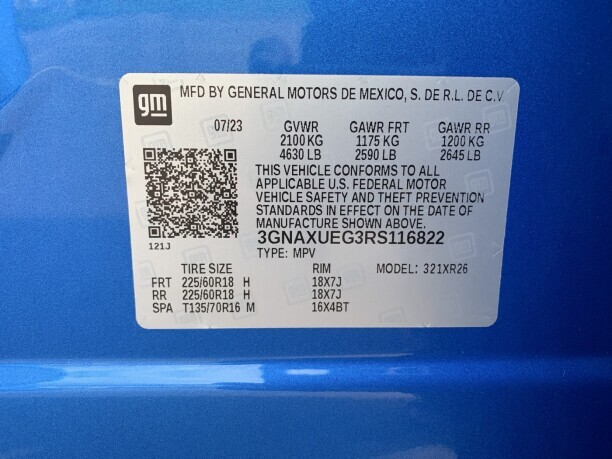 gm
MFD BY GENERAL MOTORS DE MEXICO, S. DE R.L. DE C.V
07/23 GVWR GAWR FRT GAWR RR
2100 KG 1175 KG 1200 KG
4630 LB 2590 LB 2645 LB
THIS VEHICLE CONFORMS TO ALL
APPLICABLE U.S. FEDERAL MOTOR
VEHICLE SAFETY AND THEFT PREVENTION
STANDARDS IN EFFECT ON THE DATE OF
MANUFACTURE SHOWN ABOVE.
121J
3GNAXUEG3RS116822
TYPE: MPV
TIRE SIZE RIM MODEL: 321XR26
FRT 225/60R18 H 18X7J
RR 225/60R18 H 18X7J
SPA T135/70R16 M 16X4BT